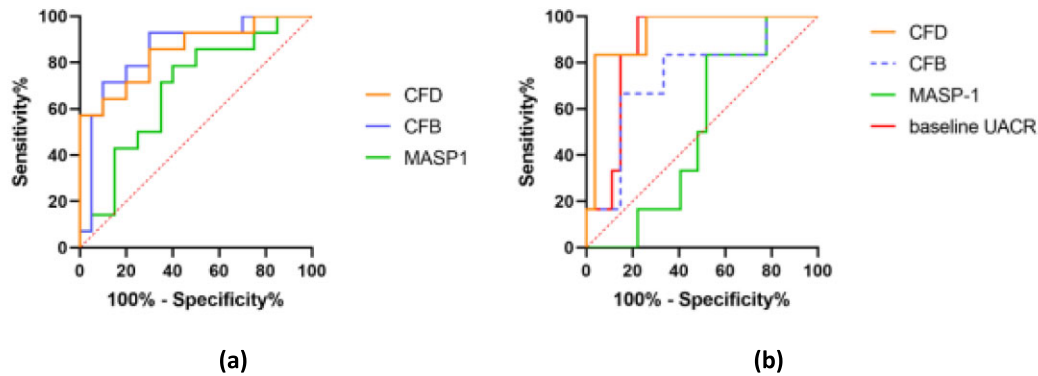 100
80
60
40
20
0
Sensitivity%
0 20 40 60 80 100
100% - Specificity%
CFD
CFB
MASP1
(a)
100
80
60
40
20
0
Sensitivity%
0 20 40 60 80 100
100% - Specificity%
CFD
CFB
MASP-1
baseline UACR
(b)